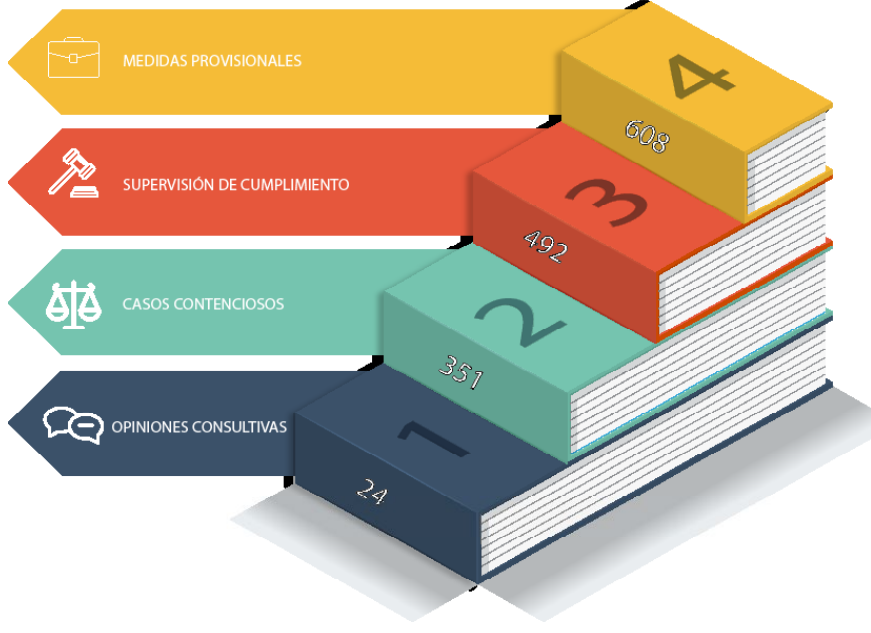 MEDIDAS PROVISIONALES
4
608
SUPERVISIÓN DE CUMPLIMIENTO
3
492
CASOS CONTENCIOSOS
2
351
OPINIONES CONSULTIVAS
1
24